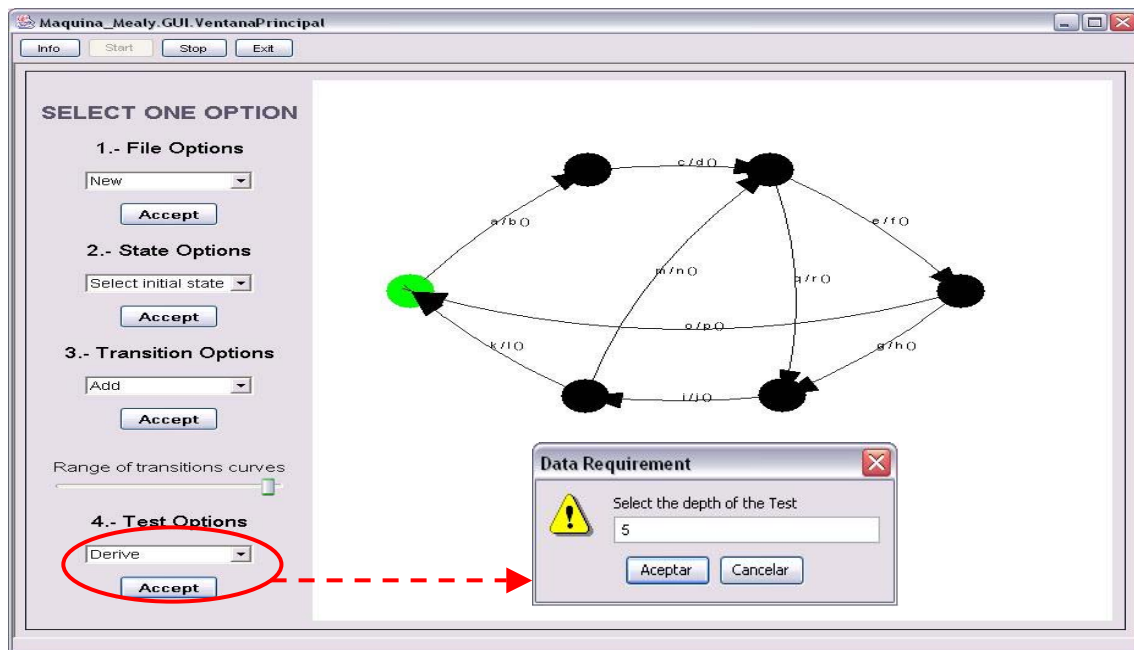 Maquina_Mealy.GUI.VentanaPrincipal
Info Start Stop Exit
SELECT ONE OPTION
1.- File Options
New
Accept
2.- State Options
Select initial state
Accept
3.- Transition Options
Add
Accept
Range of transitions curves
4.- Test Options
Derive
Accept
c/d()
a/b()
e/f()
m/n()
q/r()
o/p()
k/l()
g/h()
i/j()
Data Requirement
Select the depth of the Test
5
Aceptar Cancelar